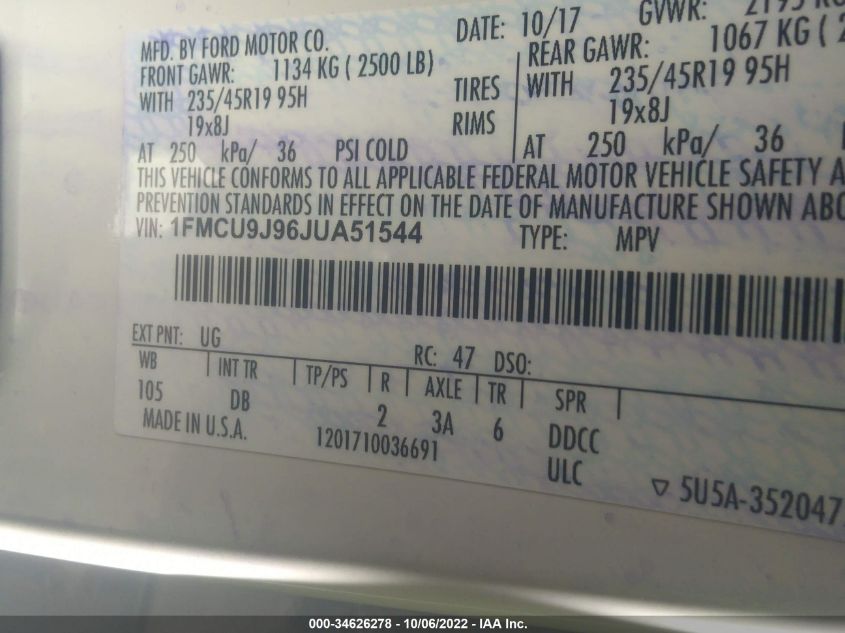 MFD. BY FORD MOTOR CO. DATE: 10/17 GVWR:
FRONT GAWR: 1134 KG ( 2500 LB) REAR GAWR: 1067 KG (
WITH 235/45R19 95H TIRES WITH 235/45R19 95H
19x8J RIMS 19x8J
AT 250 kPa/ 36 PSI COLD AT 250 kPa/ 36
THIS VEHICLE CONFORMS TO ALL APPLICABLE FEDERAL MOTOR VEHICLE SAFETY
PREVENTION STANDARDS IN EFFECT ON THE DATE OF MANUFACTURE SHOWN
VIN: 1FMCU9J96JUA51544 TYPE: MPV
EXT PNT: UG RC: 47 DSO:
WB INT TR TP/PS R AXLE TR SPR
105 DB 2 3A 6 DDCC
MADE IN U.S.A. 1201710036691 ULC
▽ 5U5A-352047
000-34626278 - 10/06/2022 - IAA Inc.